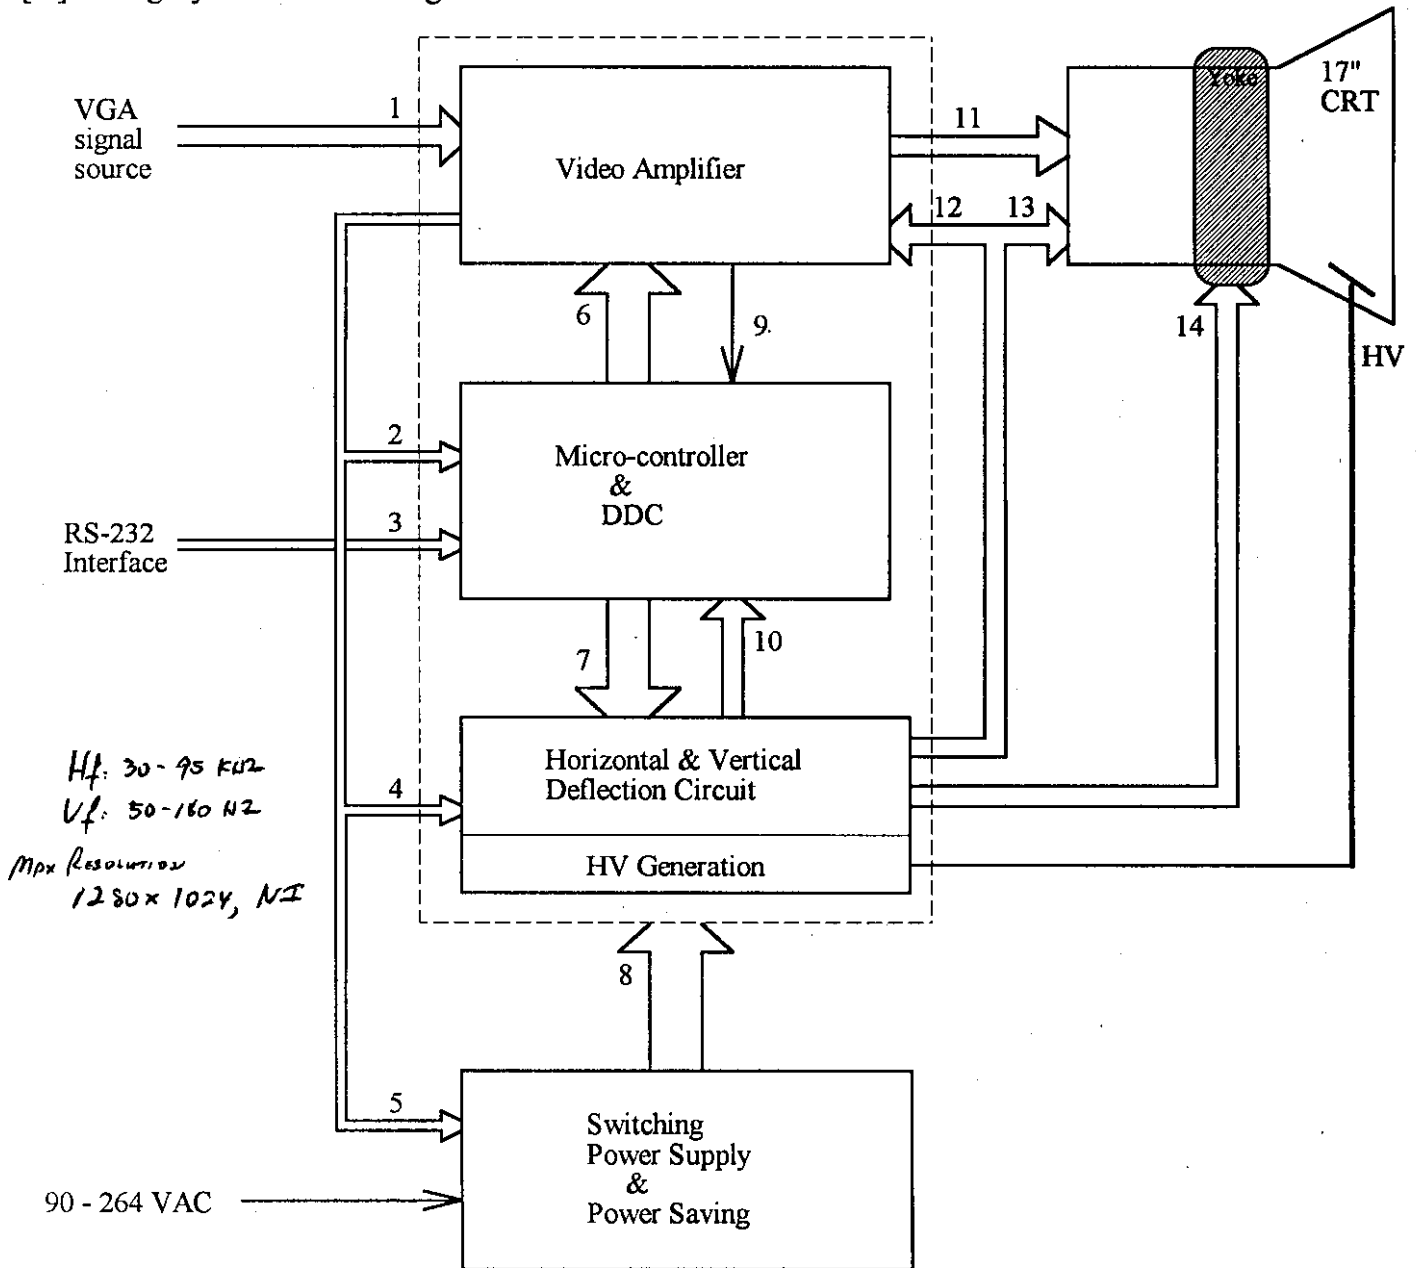 VGA
signal
source
1
Video Amplifier
11
12
13
Yoke
17"
CRT
HV
14
6
9
2
Micro-controller
&
DDC
RS-232
Interface
3
7
10
Hf: 30-95 KHZ
Vf: 50-160 HZ
Max Resolution
1280x1024, NI
4
Horizontal & Vertical
Deflection Circuit
HV Generation
8
5
Switching
Power Supply
&
Power Saving
90 - 264 VAC